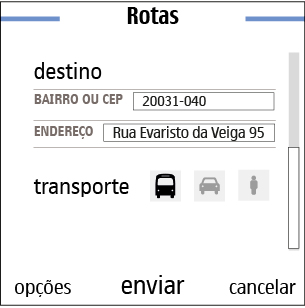 Rotas
destino
BAIRRO OU CEP 20031-040
ENDEREÇO Rua Evaristo da Veiga 95
transporte
opções enviar cancelar